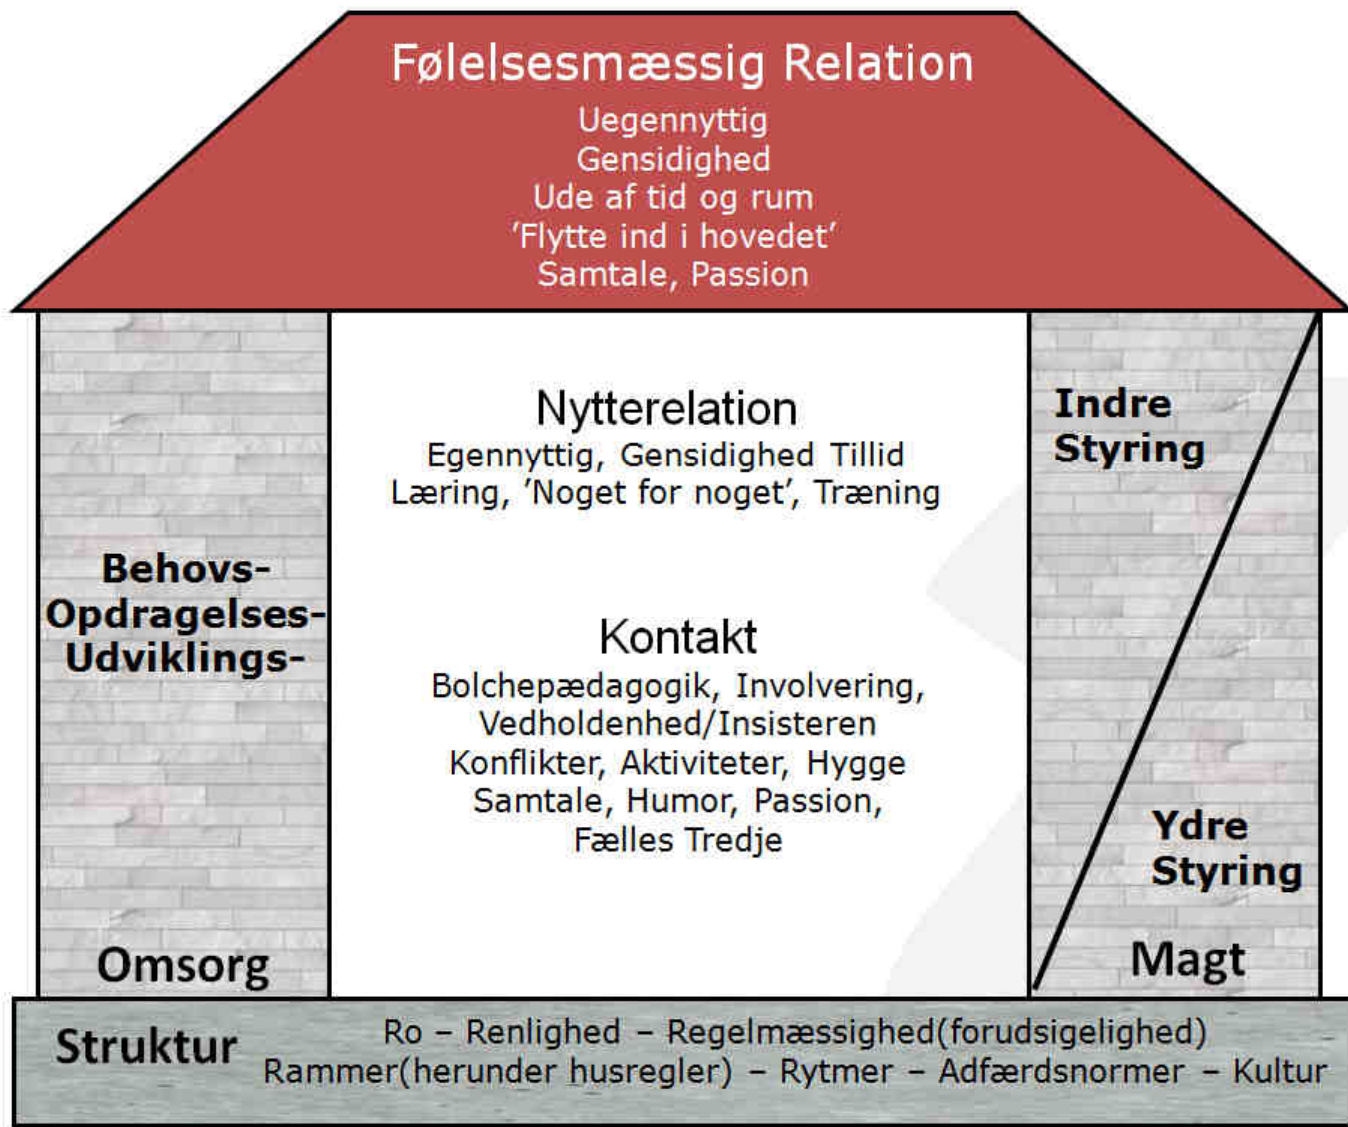 Følelsesmæssig Relation
Uegennyttig
Gensidighed
Ude af tid og rum
’Flytte ind i hovedet’
Samtale, Passion
Behovs-
Opdragelses-
Udviklings-
Omsorg
Nytterelation
Egennyttig, Gensidighed Tillid
Læring, ’Noget for noget’, Træning
Kontakt
Bolchepædagogik, Involvering,
Vedholdenhed/Insisteren
Konflikter, Aktiviteter, Hygge
Samtale, Humor, Passion,
Fælles Tredje
Indre
Styring
Ydre
Styring
Magt
Struktur
Ro – Renlighed – Regelmæssighed(forudsigelighed)
Rammer(herunder husregler) – Rytmer – Adfærdsnormer – Kultur